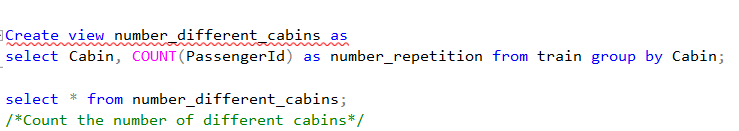 Create view number_different_cabins as
select Cabin, COUNT(PassengerId) as number_repetition from train group by Cabin;
select * from number_different_cabins;
/*Count the number of different cabins*/